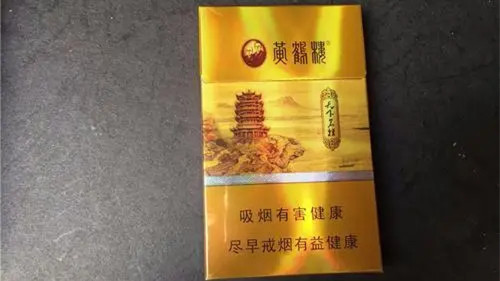 黄鹤楼
天下名楼
吸烟有害健康
尽早戒烟有益健康